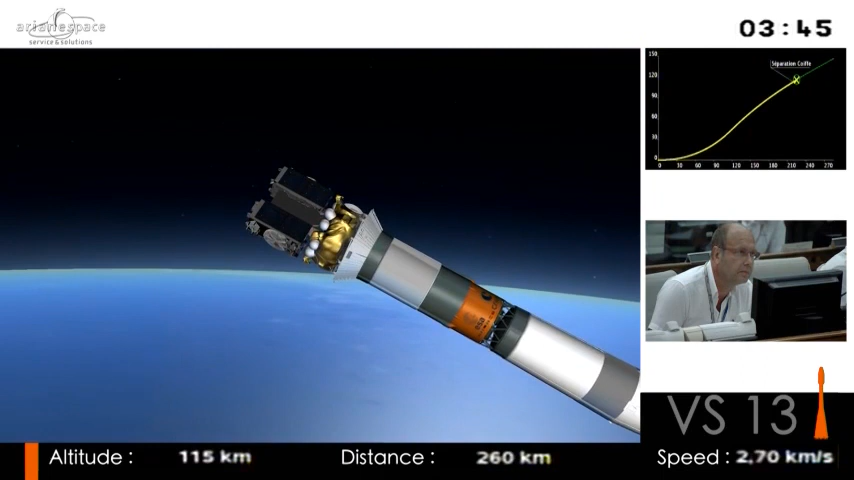 arianespace
service & solutions
03:45
150
120
90
60
30
0
Séparation Coiffe
0 30 60 90 120 150 180 210 240 270
VS 13
Altitude : 115 km Distance : 260 km Speed : 2,70 km/s